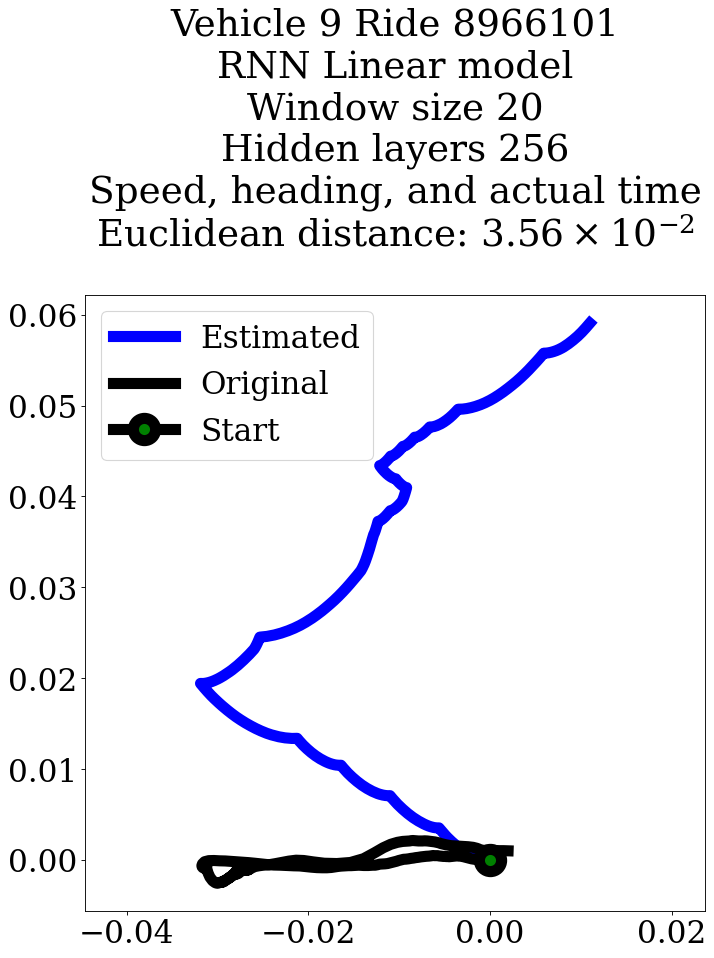 Vehicle 9 Ride 8966101
RNN Linear model
Window size 20
Hidden layers 256
Speed, heading, and actual time
Euclidean distance: 3.56 × 10⁻²
Estimated
Original
Start
0.06
0.05
0.04
0.03
0.02
0.01
0.00
−0.04 −0.02 0.00 0.02